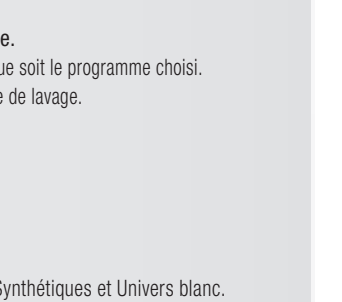 e.
ue soit le programme choisi.
e de lavage.
Synthétiques et Univers blanc.